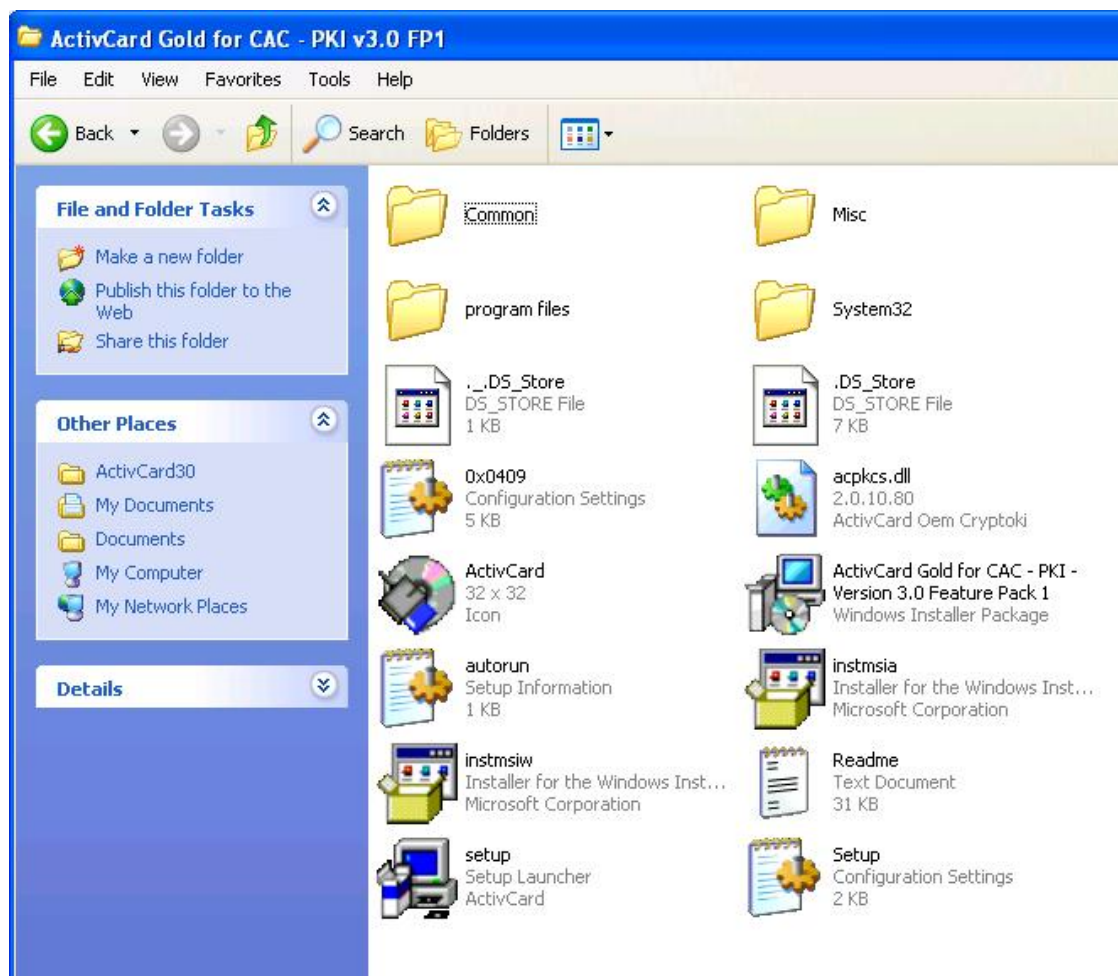 ActivCard Gold for CAC - PKI v3.0 FP1
File Edit View Favorites Tools Help
Back Search Folders
File and Folder Tasks
Make a new folder
Publish this folder to the
Web
Share this folder
Other Places
ActivCard30
My Documents
Documents
My Computer
My Network Places
Details
Common
Misc
program files
System32
._.DS_Store
DS_STORE File
1 KB
.DS_Store
DS_STORE File
7 KB
0x0409
Configuration Settings
5 KB
acpkcs.dll
2.0.10.80
ActivCard Oem Cryptoki
ActivCard
32 x 32
Icon
ActivCard Gold for CAC - PKI -
Version 3.0 Feature Pack 1
Windows Installer Package
autorun
Setup Information
1 KB
instmsia
Installer for the Windows Inst...
Microsoft Corporation
instmsiw
Installer for the Windows Inst...
Microsoft Corporation
Readme
Text Document
31 KB
setup
Setup Launcher
ActivCard
Setup
Configuration Settings
2 KB